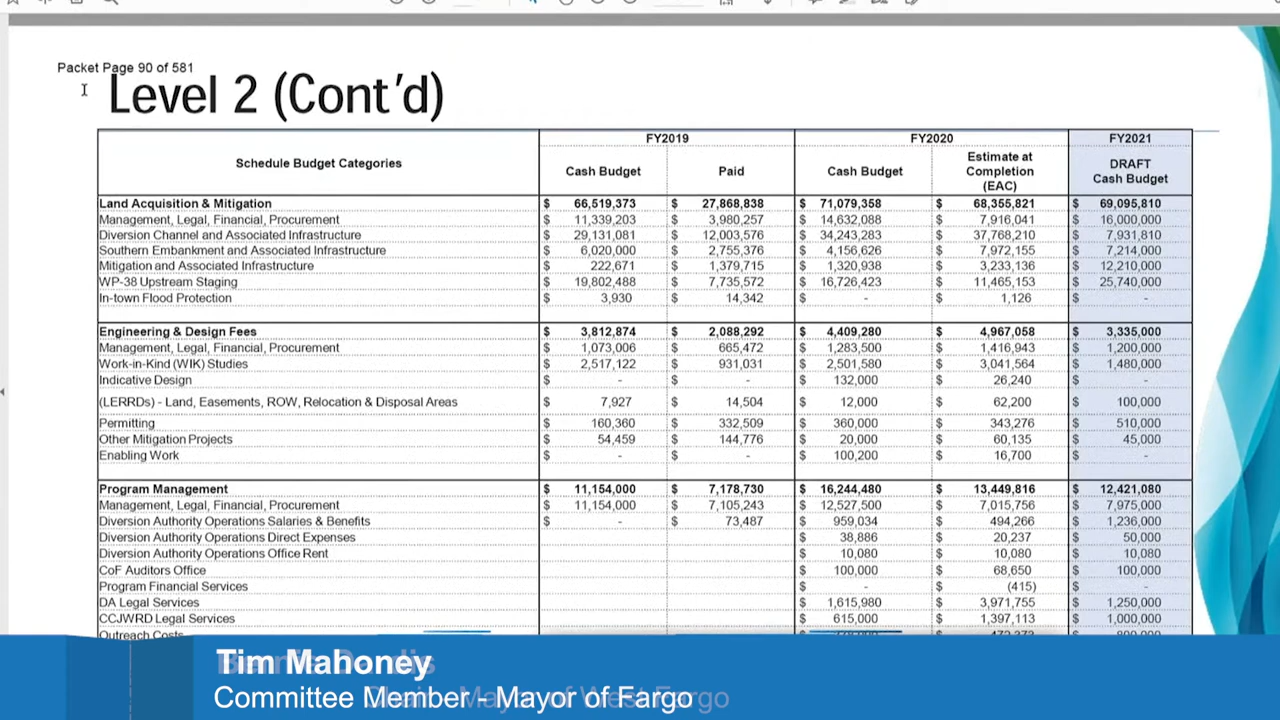 Packet Page 90 of 581
Level 2 (Cont'd)
Schedule Budget Categories FY2019 FY2020 FY2021
Cash Budget Paid Cash Budget Estimate at Completion (EAC) DRAFT Cash Budget
Land Acquisition & Mitigation $ 66,519,373 $ 27,868,838 $ 71,079,358 $ 68,355,821 $ 69,095,810
Management, Legal, Financial, Procurement $ 11,339,203 $ 3,980,257 $ 14,632,088 $ 7,916,041 $ 16,000,000
Diversion Channel and Associated Infrastructure $ 29,131,081 $ 12,003,576 $ 34,243,283 $ 37,768,210 $ 7,931,810
Southern Embankment and Associated Infrastructure $ 6,020,000 $ 2,755,376 $ 4,156,626 $ 7,972,155 $ 7,214,000
Mitigation and Associated Infrastructure $ 222,671 $ 1,379,715 $ 1,320,938 $ 3,233,136 $ 12,210,000
WP-38 Upstream Staging $ 19,802,488 $ 7,735,572 $ 16,726,423 $ 11,465,153 $ 25,740,000
In-town Flood Protection $ 3,930 $ 14,342 $ - $ 1,126 $ -
Engineering & Design Fees $ 3,812,874 $ 2,088,292 $ 4,409,280 $ 4,967,058 $ 3,335,000
Management, Legal, Financial, Procurement $ 1,073,006 $ 665,472 $ 1,283,500 $ 1,416,943 $ 1,200,000
Work-in-Kind (WIK) Studies $ 2,517,122 $ 931,031 $ 2,501,580 $ 3,041,564 $ 1,480,000
Indicative Design $ - $ - $ 132,000 $ 26,240 $ -
(LERRDs) - Land, Easements, ROW, Relocation & Disposal Areas $ 7,927 $ 14,504 $ 12,000 $ 62,200 $ 100,000
Permitting $ 160,360 $ 332,509 $ 360,000 $ 343,276 $ 510,000
Other Mitigation Projects $ 54,459 $ 144,776 $ 20,000 $ 60,135 $ 45,000
Enabling Work $ - $ - $ 100,200 $ 16,700 $ -
Program Management $ 11,154,000 $ 7,178,730 $ 16,244,480 $ 13,449,816 $ 12,421,080
Management, Legal, Financial, Procurement $ 11,154,000 $ 7,105,243 $ 12,527,500 $ 7,015,756 $ 7,975,000
Diversion Authority Operations Salaries & Benefits $ - $ 73,487 $ 959,034 $ 494,266 $ 1,236,000
Diversion Authority Operations Direct Expenses $ 38,886 $ 20,237 $ 50,000
Diversion Authority Operations Office Rent $ 10,080 $ 10,080 $ 10,080
CoF Auditors Office $ 100,000 $ 68,650 $ 100,000
Program Financial Services $ - $ (415) $ -
DA Legal Services $ 1,615,980 $ 3,971,755 $ 1,250,000
CCJWRD Legal Services $ 615,000 $ 1,397,113 $ 1,000,000
Outreach Costs
Tim Mahoney
Committee Member - Mayor of Fargo